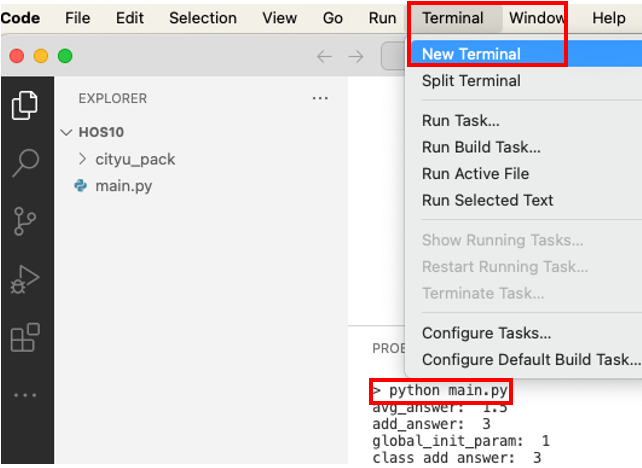 Code File Edit Selection View Go Run Terminal Window Help
New Terminal
Split Terminal
EXPLORER ...
Run Task...
HOS10
Run Build Task...
cityu_pack
Run Active File
main.py
Run Selected Text
Show Running Tasks...
Restart Running Task...
Terminate Task...
Configure Tasks...
Configure Default Build Task...
PROB
> python main.py
avg_answer: 1.5
add_answer: 3
global_init_param: 1
class add answer: 3